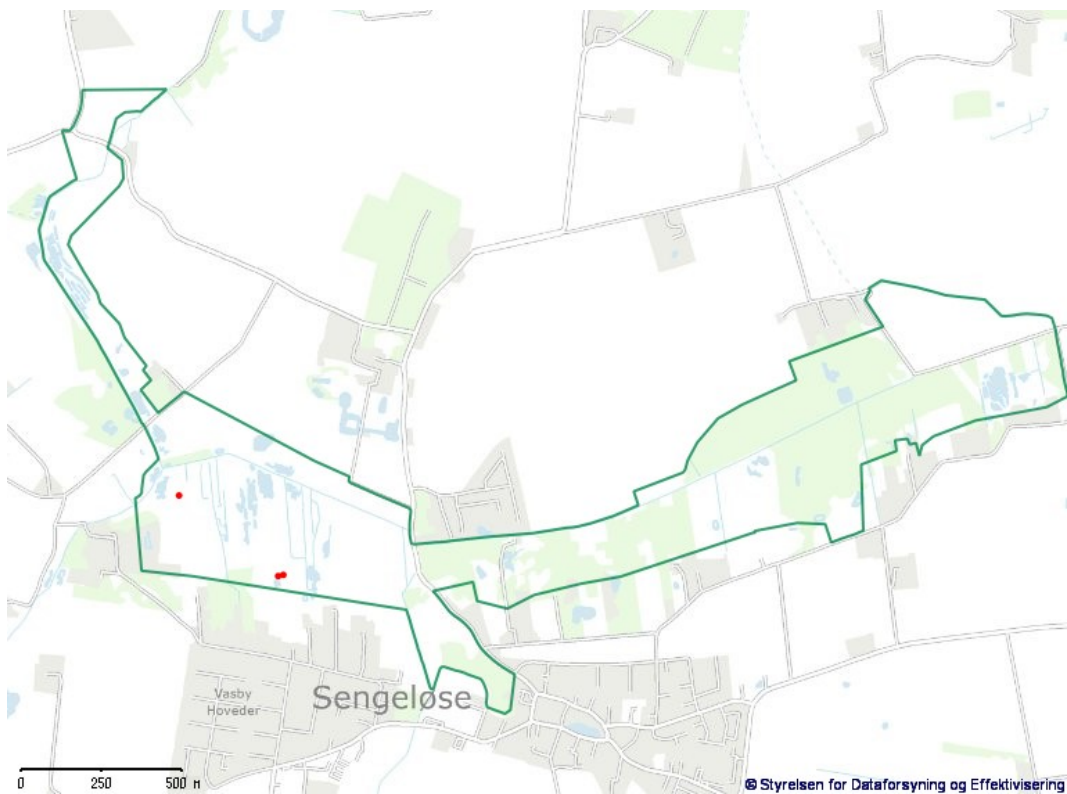 Vasby
Hoveder
Sengeløse
0 250 500 M
© Styrelsen for Dataforsyning og Effektivisering